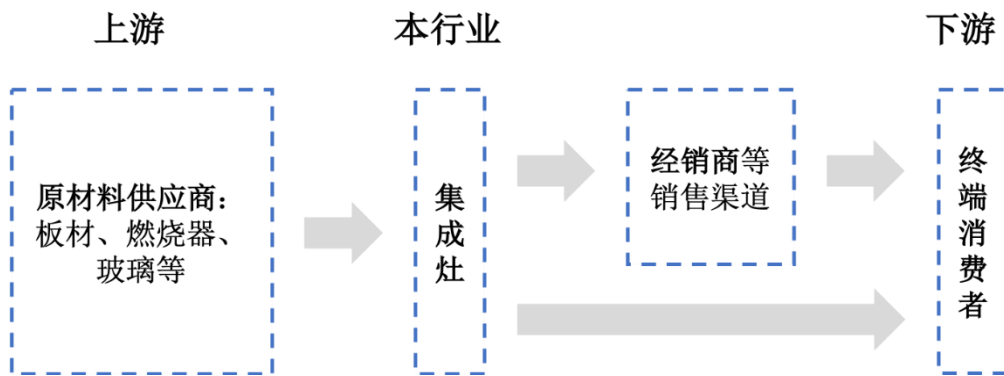 上游
本行业
下游
原材料供应商：
板材、燃烧器、
玻璃等
集成灶
经销商等
销售渠道
终端消费者